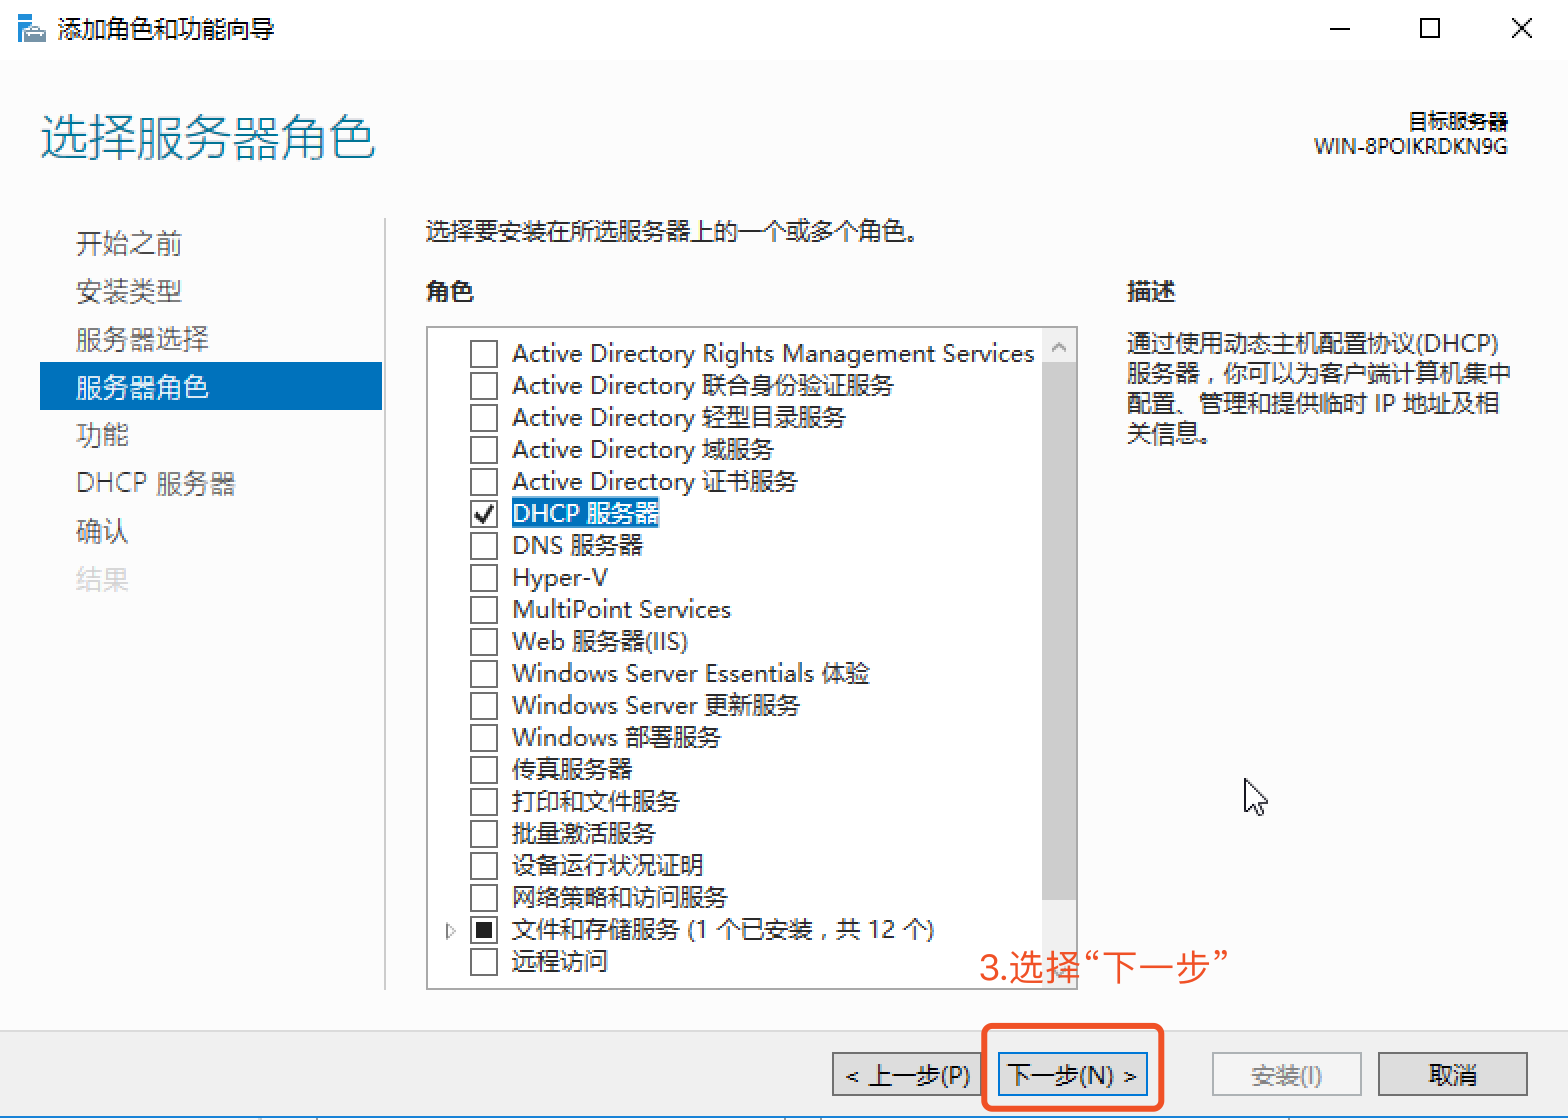 添加角色和功能向导
选择服务器角色
目标服务器
WIN-8POIKRDKN9G
开始之前
安装类型
服务器选择
服务器角色
功能
DHCP 服务器
确认
结果
选择要安装在所选服务器上的一个或多个角色。
角色
Active Directory Rights Management Services
Active Directory 联合身份验证服务
Active Directory 轻型目录服务
Active Directory 域服务
Active Directory 证书服务
DHCP 服务器
DNS 服务器
Hyper-V
MultiPoint Services
Web 服务器(IIS)
Windows Server Essentials 体验
Windows Server 更新服务
Windows 部署服务
传真服务器
打印和文件服务
批量激活服务
设备运行状况证明
网络策略和访问服务
文件和存储服务 (1 个已安装，共 12 个)
远程访问
描述
通过使用动态主机配置协议(DHCP)
服务器，你可以为客户端计算机集中
配置、管理和提供临时 IP 地址及相
关信息。
3.选择“下一步”
< 上一步(P)
下一步(N) >
安装(I)
取消